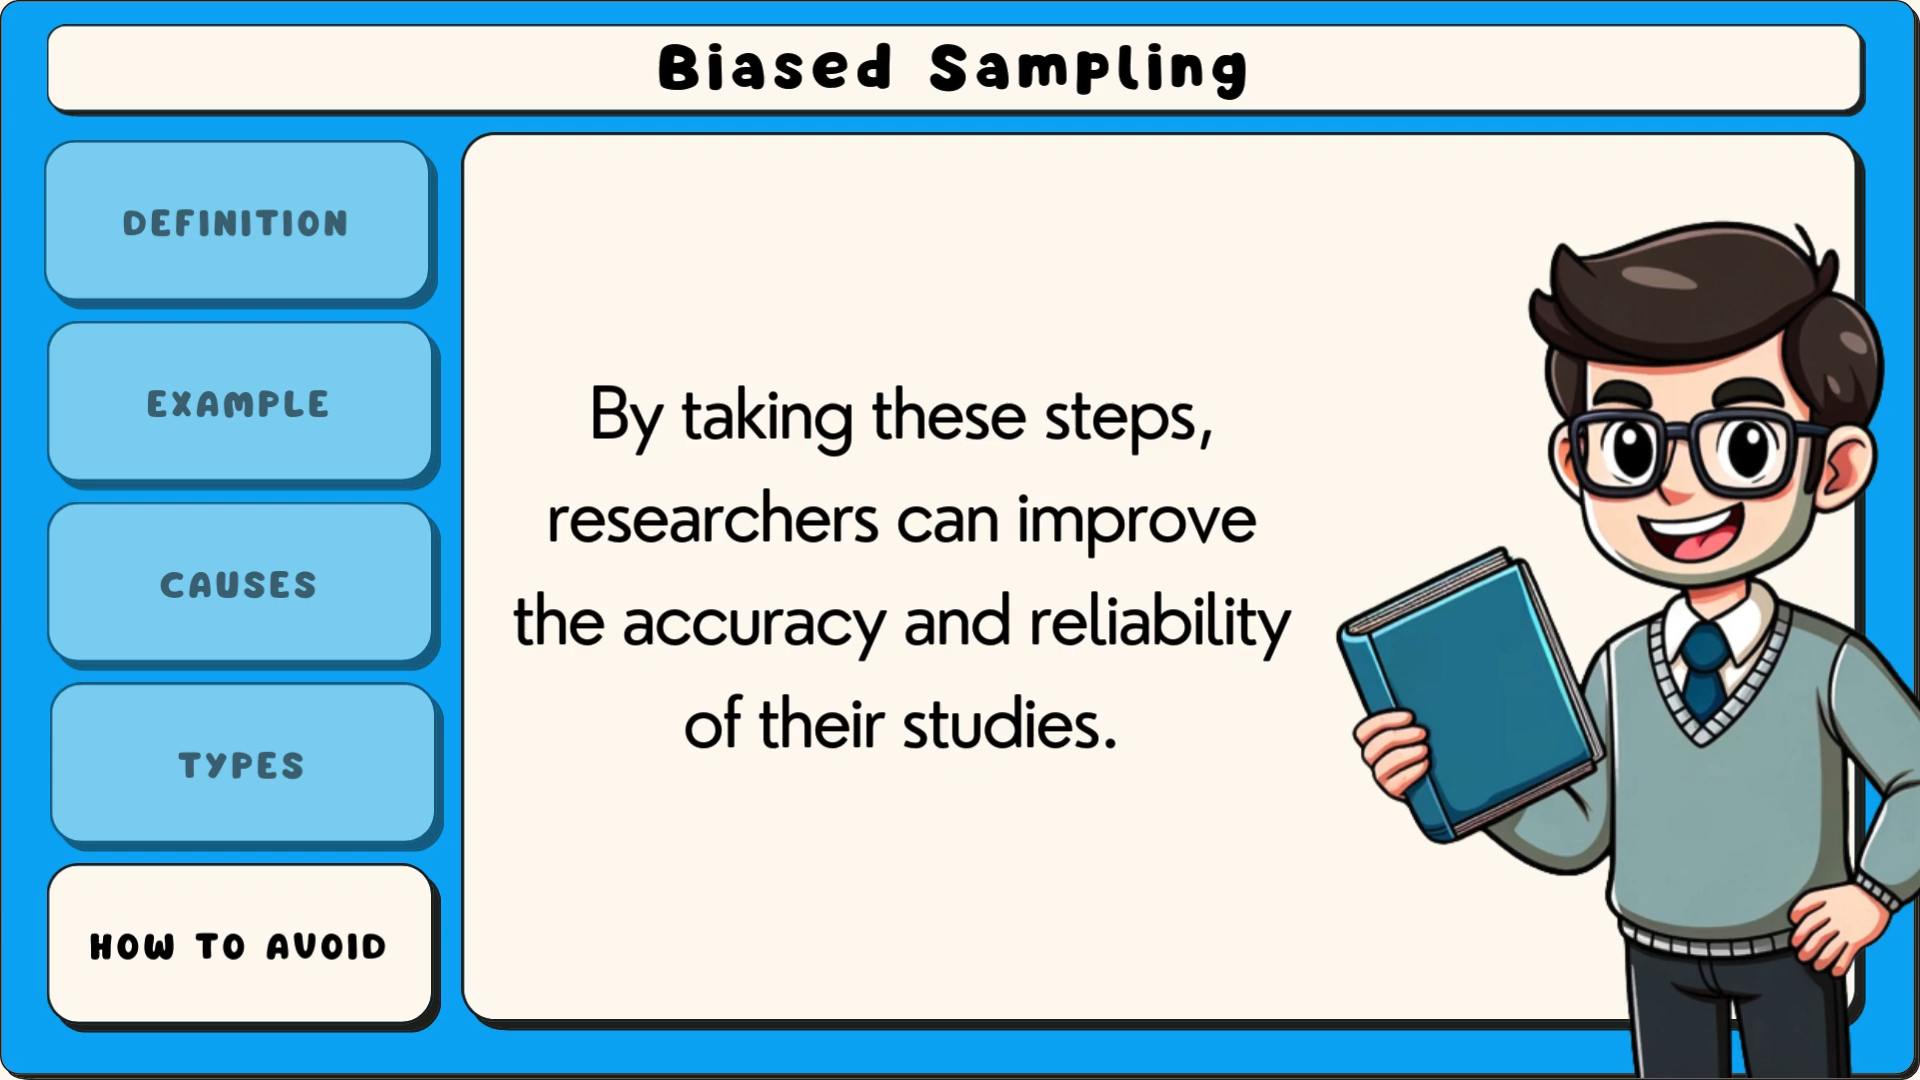 Biased Sampling
DEFINITION
EXAMPLE
CAUSES
TYPES
HOW TO AVOID
By taking these steps,
researchers can improve
the accuracy and reliability
of their studies.